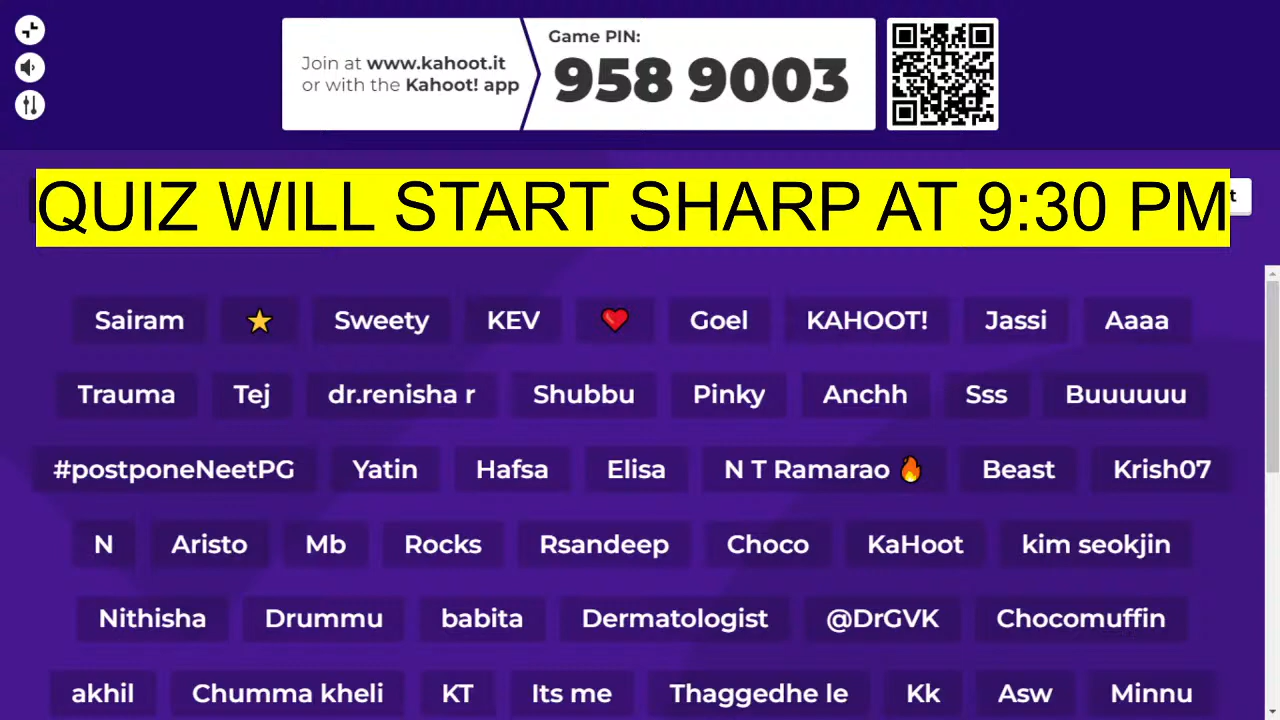 Join at www.kahoot.it
or with the Kahoot! app
Game PIN:
958 9003
QUIZ WILL START SHARP AT 9:30 PM
Sairam ⭐ Sweety KEV ❤️ Goel KAHOOT! Jassi Aaaa
Trauma Tej dr.renisha r Shubbu Pinky Anchh Sss Buuuuuu
#postponeNeetPG Yatin Hafsa Elisa N T Ramarao 🔥 Beast Krish07
N Aristo Mb Rocks Rsandeep Choco KaHoot kim seokjin
Nithisha Drummu babita Dermatologist @DrGVK Chocomuffin
akhil Chumma kheli KT Its me Thaggedhe le Kk Asw Minnu